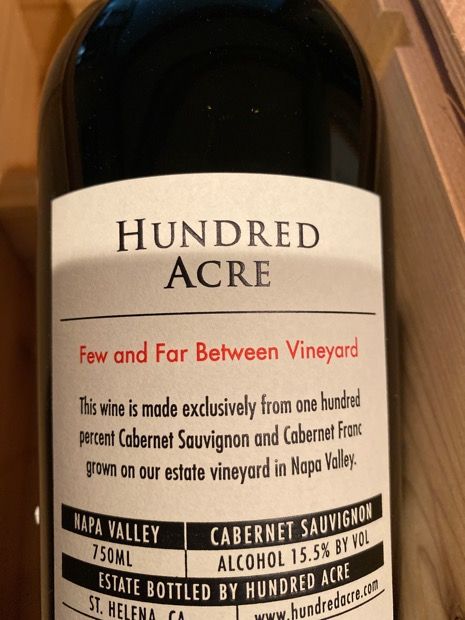 HUNDRED
ACRE
Few and Far Between Vineyard
This wine is made exclusively from one hundred
percent Cabernet Sauvignon and Cabernet Franc
grown on our estate vineyard in Napa Valley.
NAPA VALLEY CABERNET SAUVIGNON
750ML ALCOHOL 15.5% BY VOL
ESTATE BOTTLED BY HUNDRED ACRE
ST. HELENA, CA www.hundredacre.com